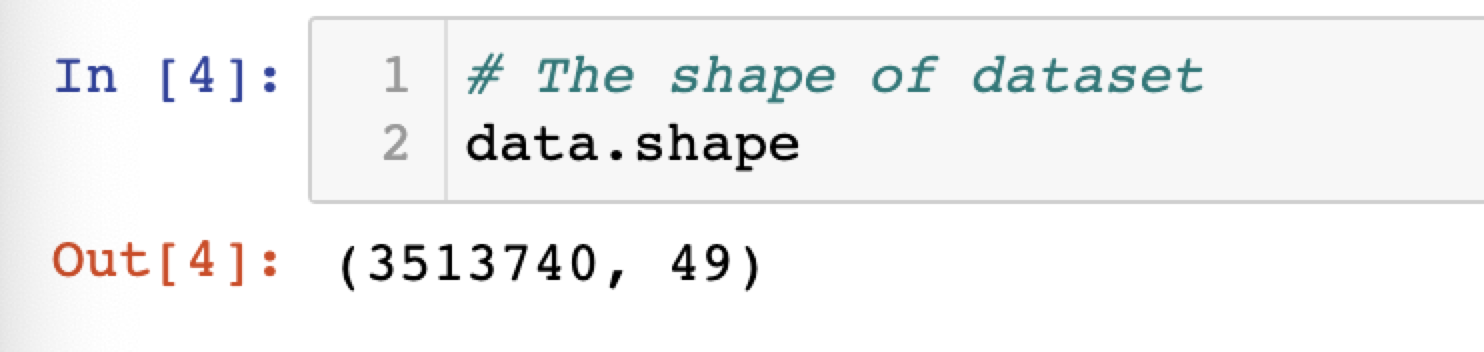 In [4]:
1 # The shape of dataset
2 data.shape
Out[4]: (3513740, 49)